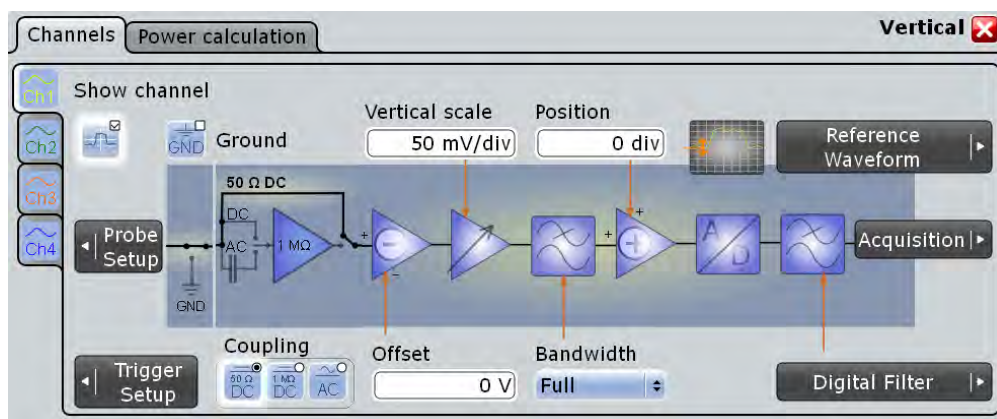 Channels
Power calculation
Vertical
Ch1
Ch2
Ch3
Ch4
Show channel
GND
Ground
Vertical scale
50 mV/div
Position
0 div
Reference
Waveform
50 Ω DC
DC
AC
1 MΩ
GND
+
−
+
+
A
D
Probe
Setup
Acquisition
Trigger
Setup
Coupling
50 Ω
DC
1 MΩ
DC
AC
Offset
0 V
Bandwidth
Full
Digital Filter